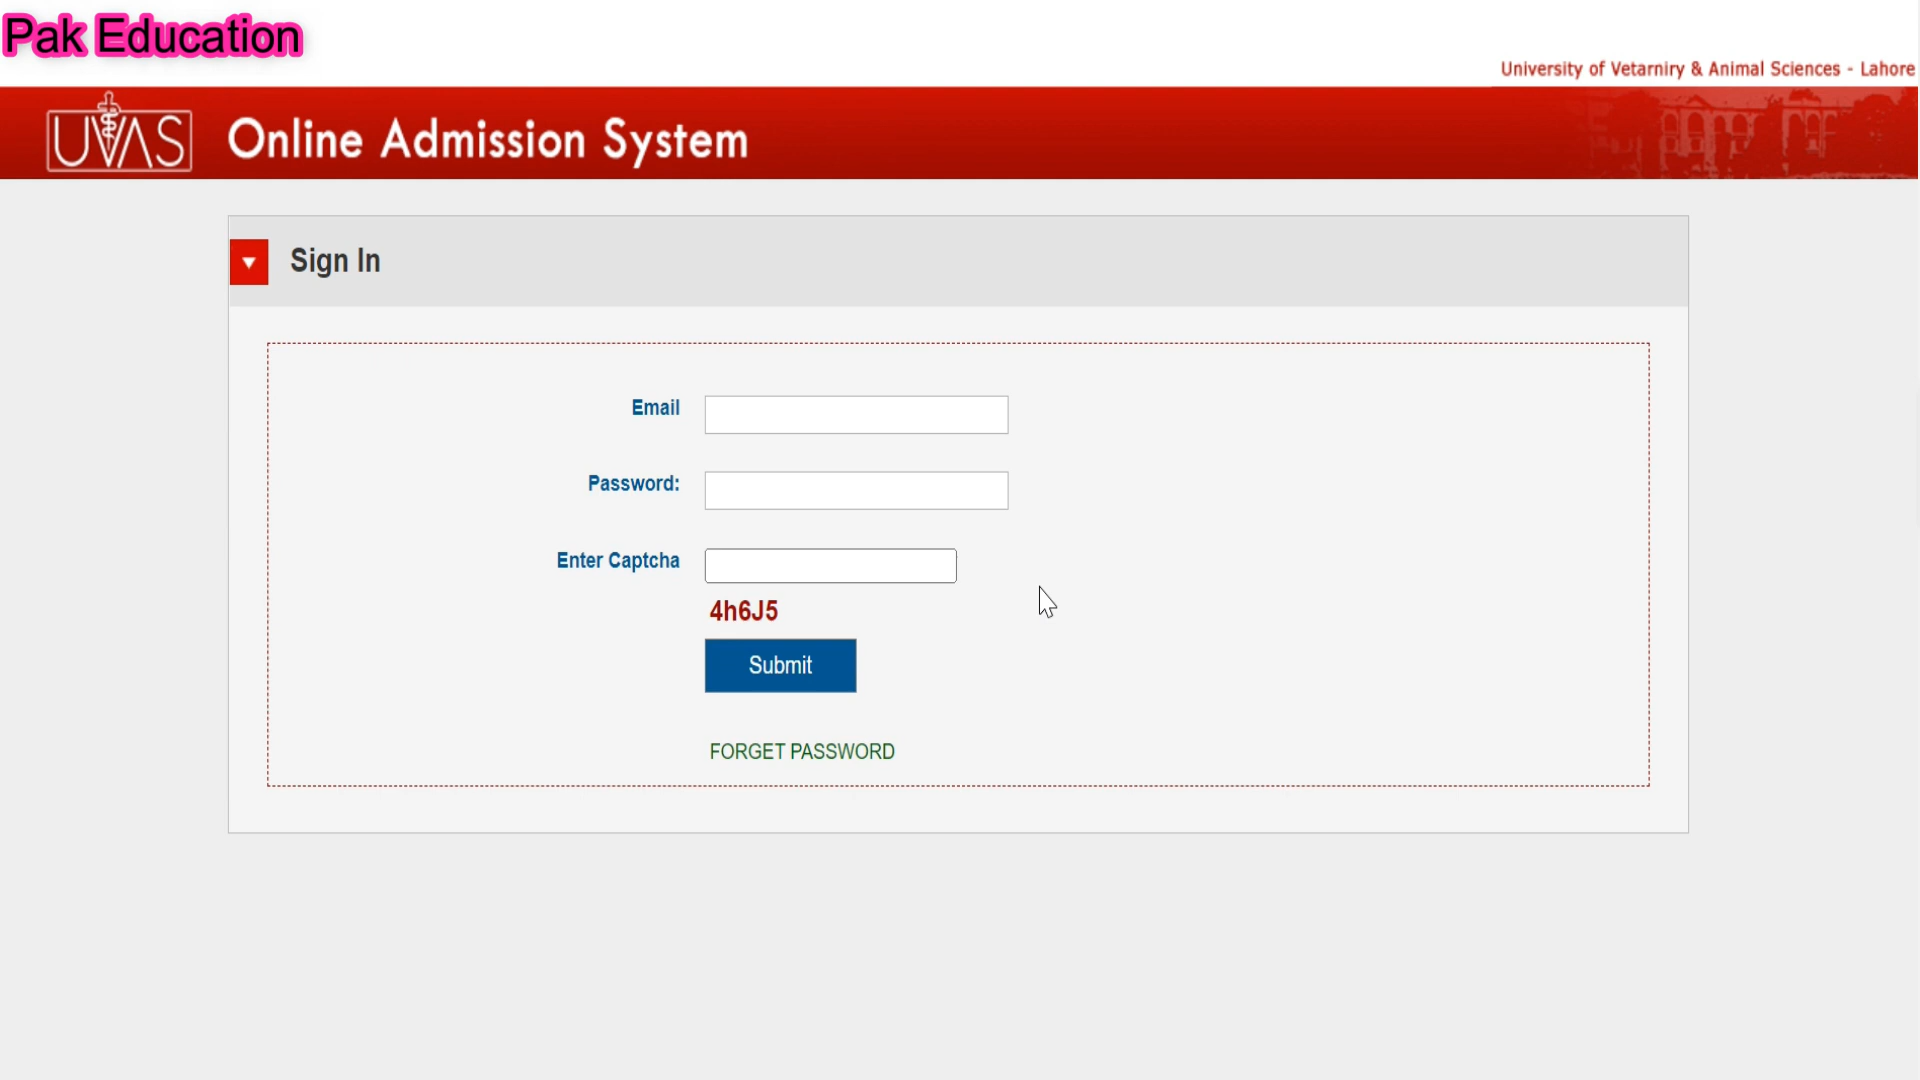 Pak Education
University of Vetarniry & Animal Sciences - Lahore
UVAS
Online Admission System
Sign In
Email
Password:
Enter Captcha
4h6J5
Submit
FORGET PASSWORD